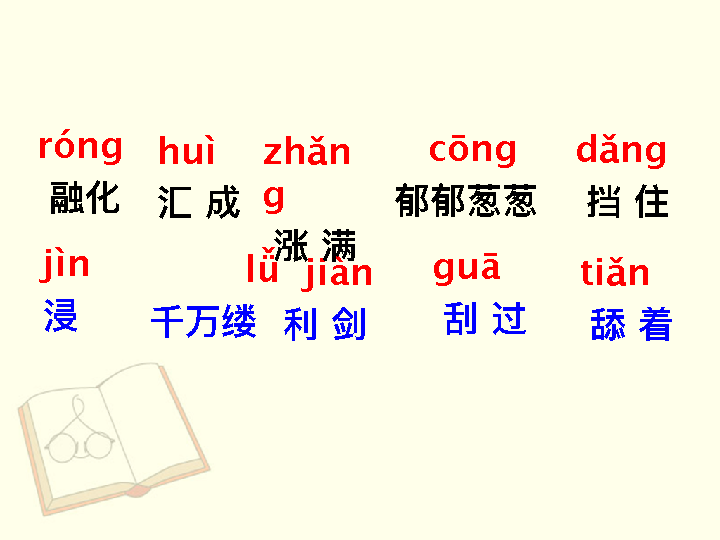 róng huì zhǎng cōng dǎng
融化 汇 成 涨 满 郁郁葱葱 挡 住
jìn lǚ jiàn guā tiǎn
浸 千万缕 利 剑 刮 过 舔 着